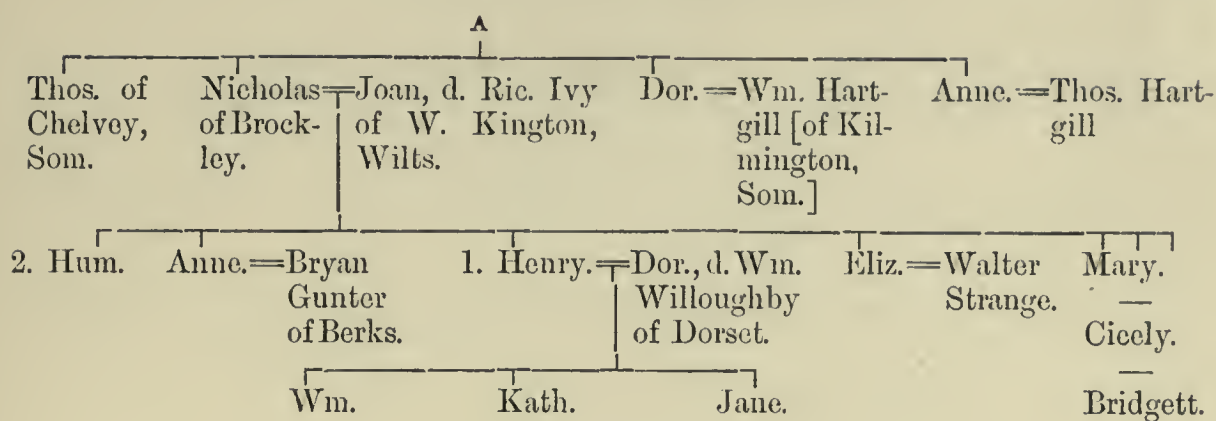 A
Thos. of Nicholas=Joan, d. Ric. Ivy Dor.=Wm. Hart- Anne.=Thos. Hart-
Chelvey, of Brock- of W. Kington, gill [of Kil- gill
Som. ley. Wilts. mington,
Som.]
2. Hum. Anne.=Bryan 1. Henry.=Dor., d. Wm. Eliz.=Walter Mary.
Gunter Willoughby Strange. —
of Berks. of Dorset. Cicely.
—
Wm. Kath. Jane. Bridgett.